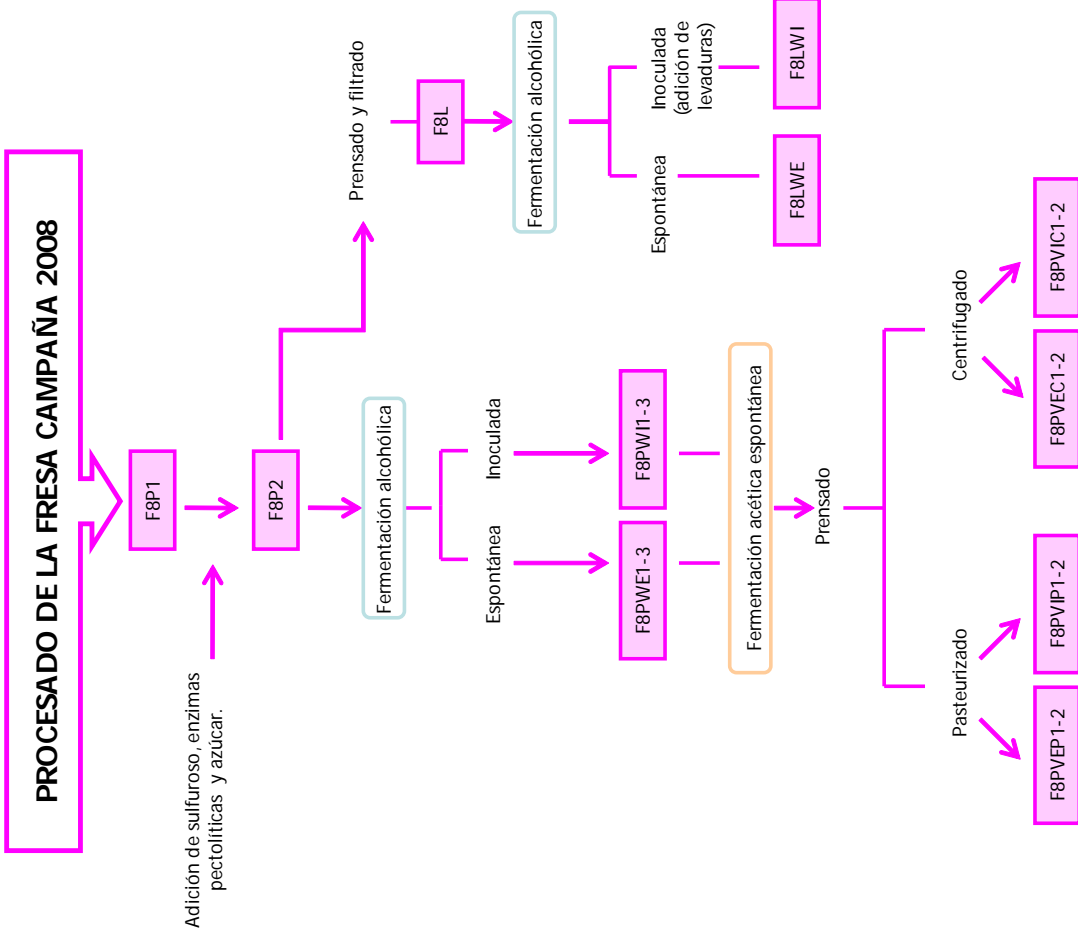 PROCESADO DE LA FRESA CAMPAÑA 2008
F8P1
Adición de sulfuroso, enzimas
pectolíticas y azúcar.
F8P2
Prensado y filtrado
F8L
Fermentación alcohólica
Espontánea
Inoculada
(adición de
levaduras)
F8LWE
F8LWI
Fermentación alcohólica
Espontánea
Inoculada
F8PWE1-3
F8PWI1-3
Fermentación acética espontánea
Prensado
Pasteurizado
Centrifugado
F8PVEP1-2
F8PVIP1-2
F8PVEC1-2
F8PVIC1-2